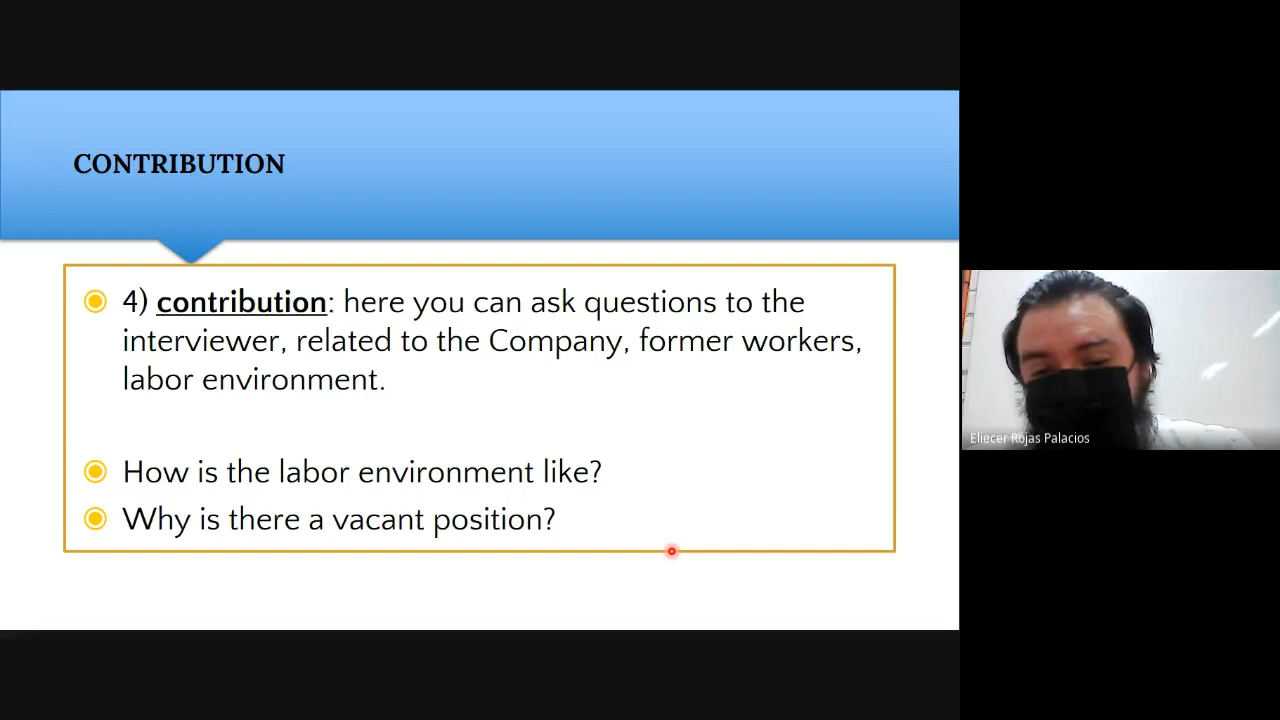 CONTRIBUTION
4) contribution: here you can ask questions to the
interviewer, related to the Company, former workers,
labor environment.
How is the labor environment like?
Why is there a vacant position?
Eliecer Rojas Palacios